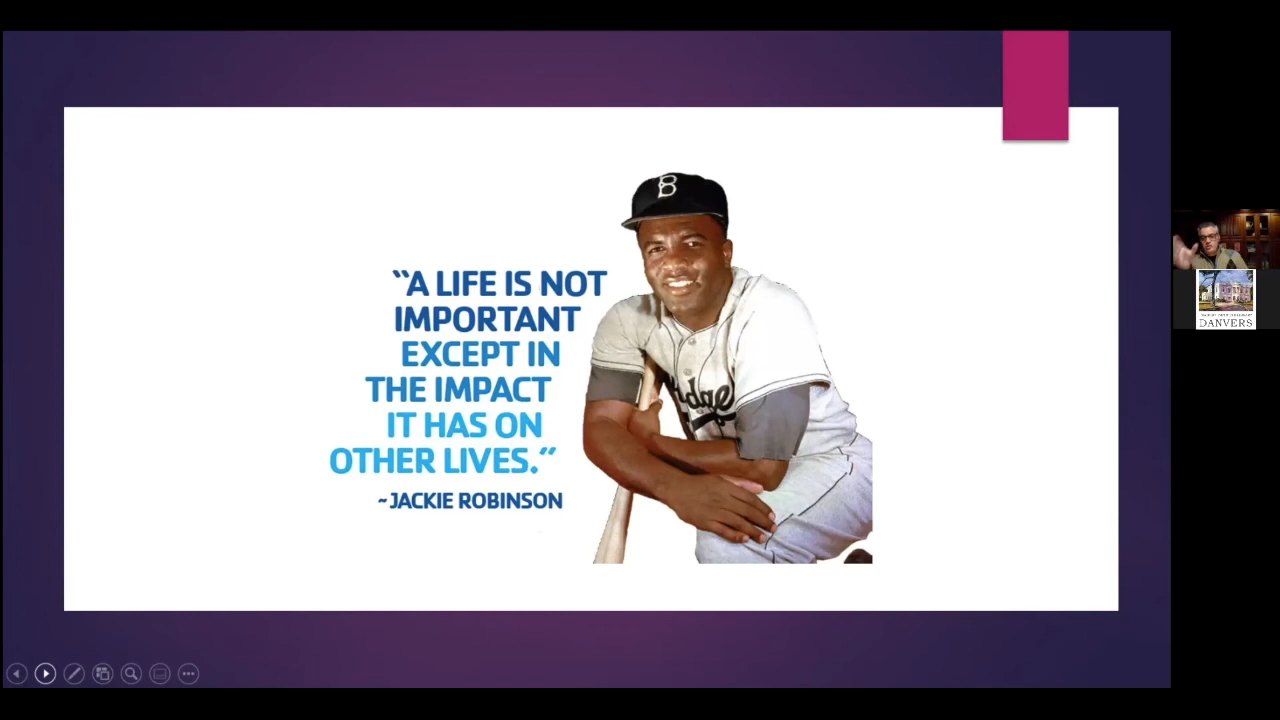 B
“A LIFE IS NOT
IMPORTANT
EXCEPT IN
THE IMPACT
IT HAS ON
OTHER LIVES.”
~JACKIE ROBINSON
DANVERS